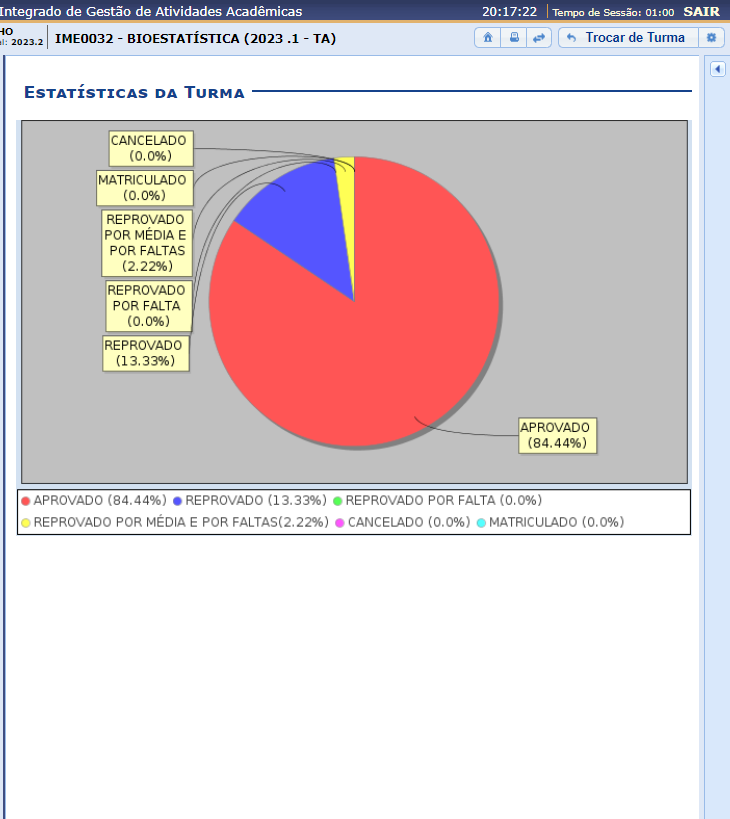 Integrado de Gestão de Atividades Acadêmicas 20:17:22 Tempo de Sessão: 01:00 SAIR
HO
el: 2023.2
IME0032 - BIOESTATÍSTICA (2023 .1 - TA)
Trocar de Turma
Estatísticas da Turma
CANCELADO
(0.0%)
MATRICULADO
(0.0%)
REPROVADO
POR MÉDIA E
POR FALTAS
(2.22%)
REPROVADO
POR FALTA
(0.0%)
REPROVADO
(13.33%)
APROVADO
(84.44%)
APROVADO (84.44%) REPROVADO (13.33%) REPROVADO POR FALTA (0.0%)
REPROVADO POR MÉDIA E POR FALTAS(2.22%) CANCELADO (0.0%) MATRICULADO (0.0%)